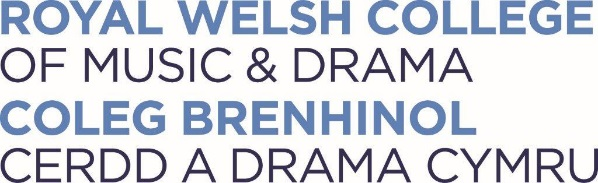 ROYAL WELSH COLLEGE
OF MUSIC & DRAMA
COLEG BRENHINOL
CERDD A DRAMA CYMRU